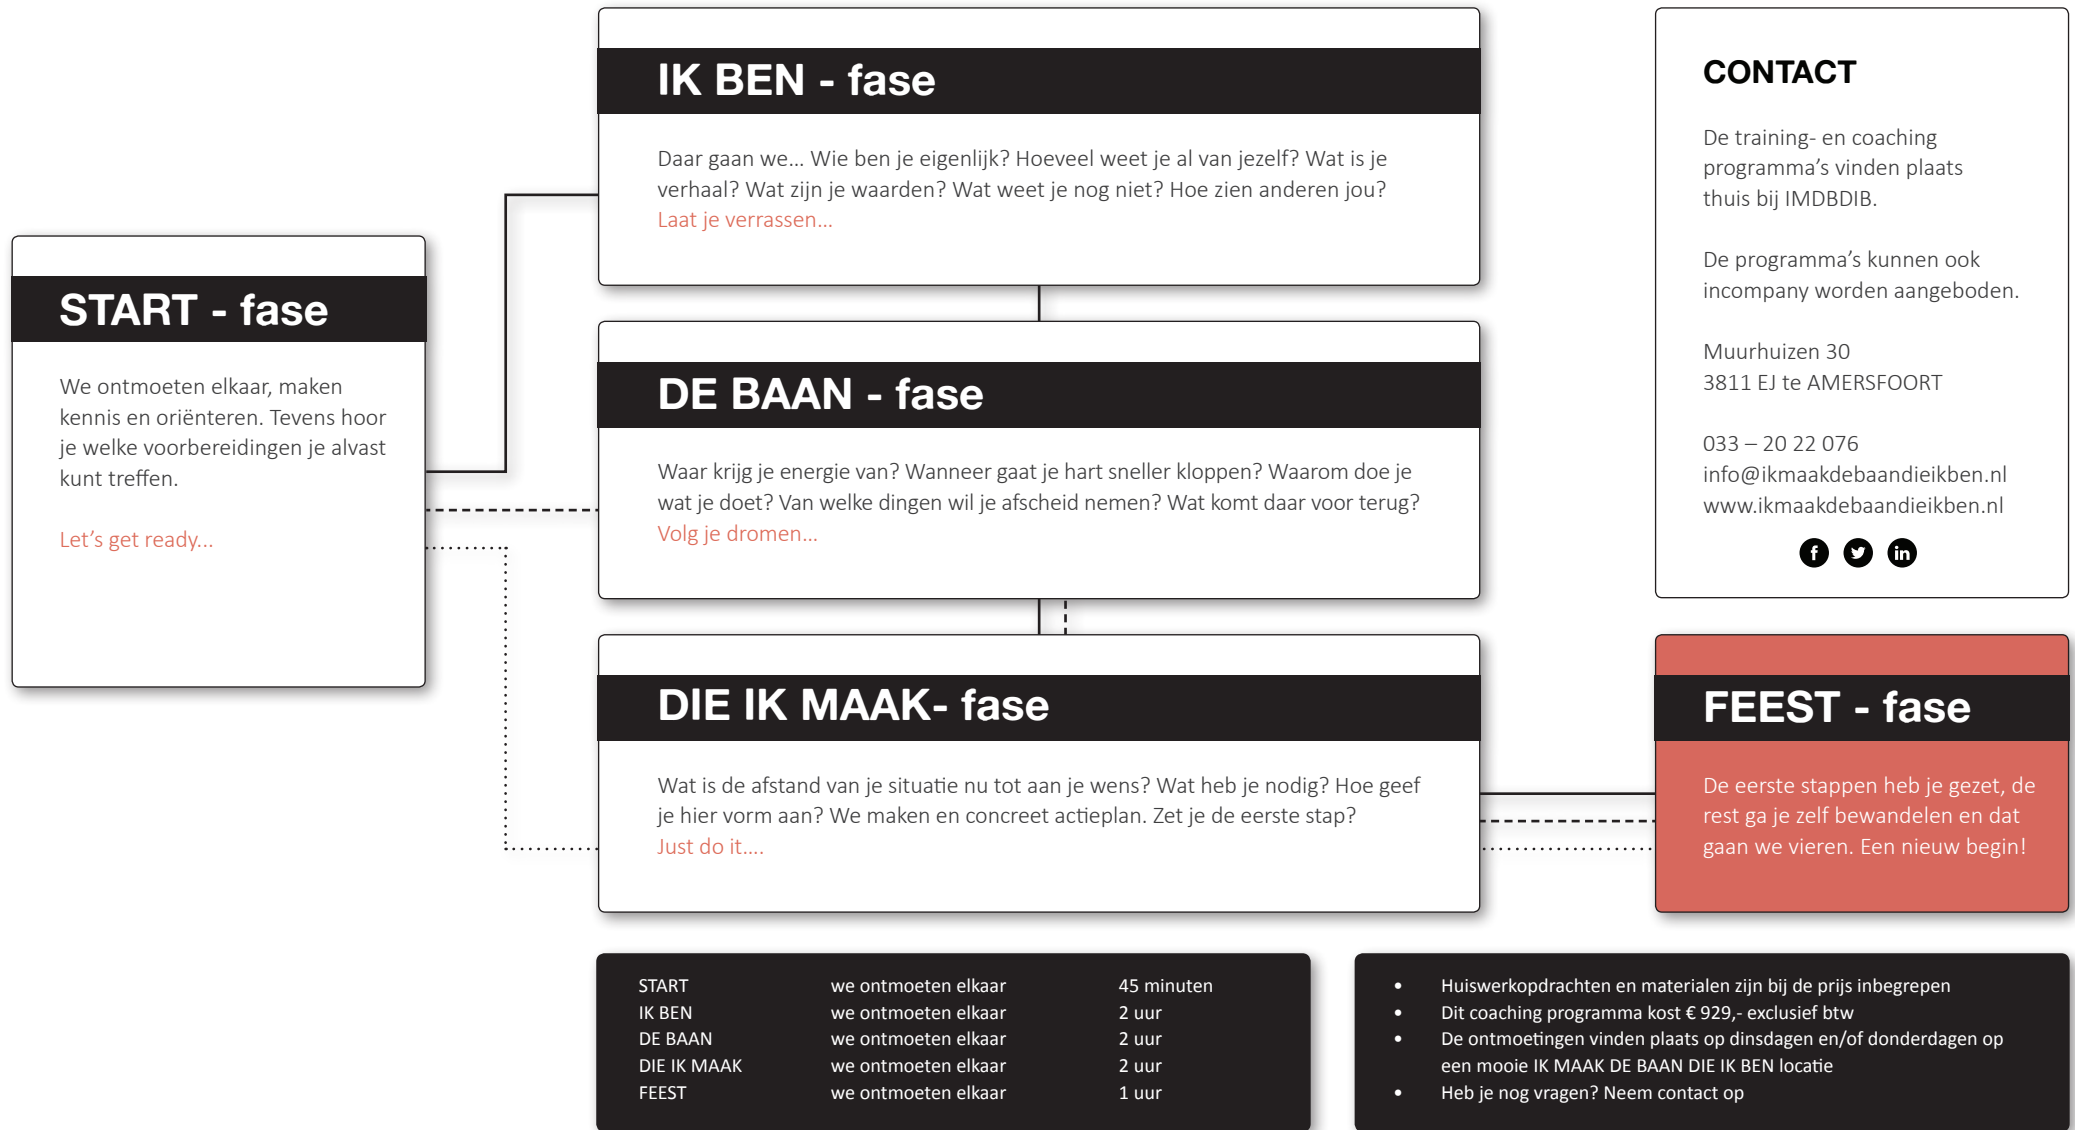 START - fase
We ontmoeten elkaar, maken
kennis en oriënteren. Tevens hoor
je welke voorbereidingen je alvast
kunt treffen.
Let’s get ready...
IK BEN - fase
Daar gaan we... Wie ben je eigenlijk? Hoeveel weet je al van jezelf? Wat is je
verhaal? Wat zijn je waarden? Wat weet je nog niet? Hoe zien anderen jou?
Laat je verrassen...
DE BAAN - fase
Waar krijg je energie van? Wanneer gaat je hart sneller kloppen? Waarom doe je
wat je doet? Van welke dingen wil je afscheid nemen? Wat komt daar voor terug?
Volg je dromen...
DIE IK MAAK- fase
Wat is de afstand van je situatie nu tot aan je wens? Wat heb je nodig? Hoe geef
je hier vorm aan? We maken en concreet actieplan. Zet je de eerste stap?
Just do it....
CONTACT
De training- en coaching
programma’s vinden plaats
thuis bij IMDBDIB.
De programma’s kunnen ook
incompany worden aangeboden.
Muurhuizen 30
3811 EJ te AMERSFOORT
033 – 20 22 076
info@ikmaakdebaandieikben.nl
www.ikmaakdebaandieikben.nl
FEEST - fase
De eerste stappen heb je gezet, de
rest ga je zelf bewandelen en dat
gaan we vieren. Een nieuw begin!
START we ontmoeten elkaar 45 minuten
IK BEN we ontmoeten elkaar 2 uur
DE BAAN we ontmoeten elkaar 2 uur
DIE IK MAAK we ontmoeten elkaar 2 uur
FEEST we ontmoeten elkaar 1 uur
• Huiswerkopdrachten en materialen zijn bij de prijs inbegrepen
• Dit coaching programma kost € 929,- exclusief btw
• De ontmoetingen vinden plaats op dinsdagen en/of donderdagen op
een mooie IK MAAK DE BAAN DIE IK BEN locatie
• Heb je nog vragen? Neem contact op